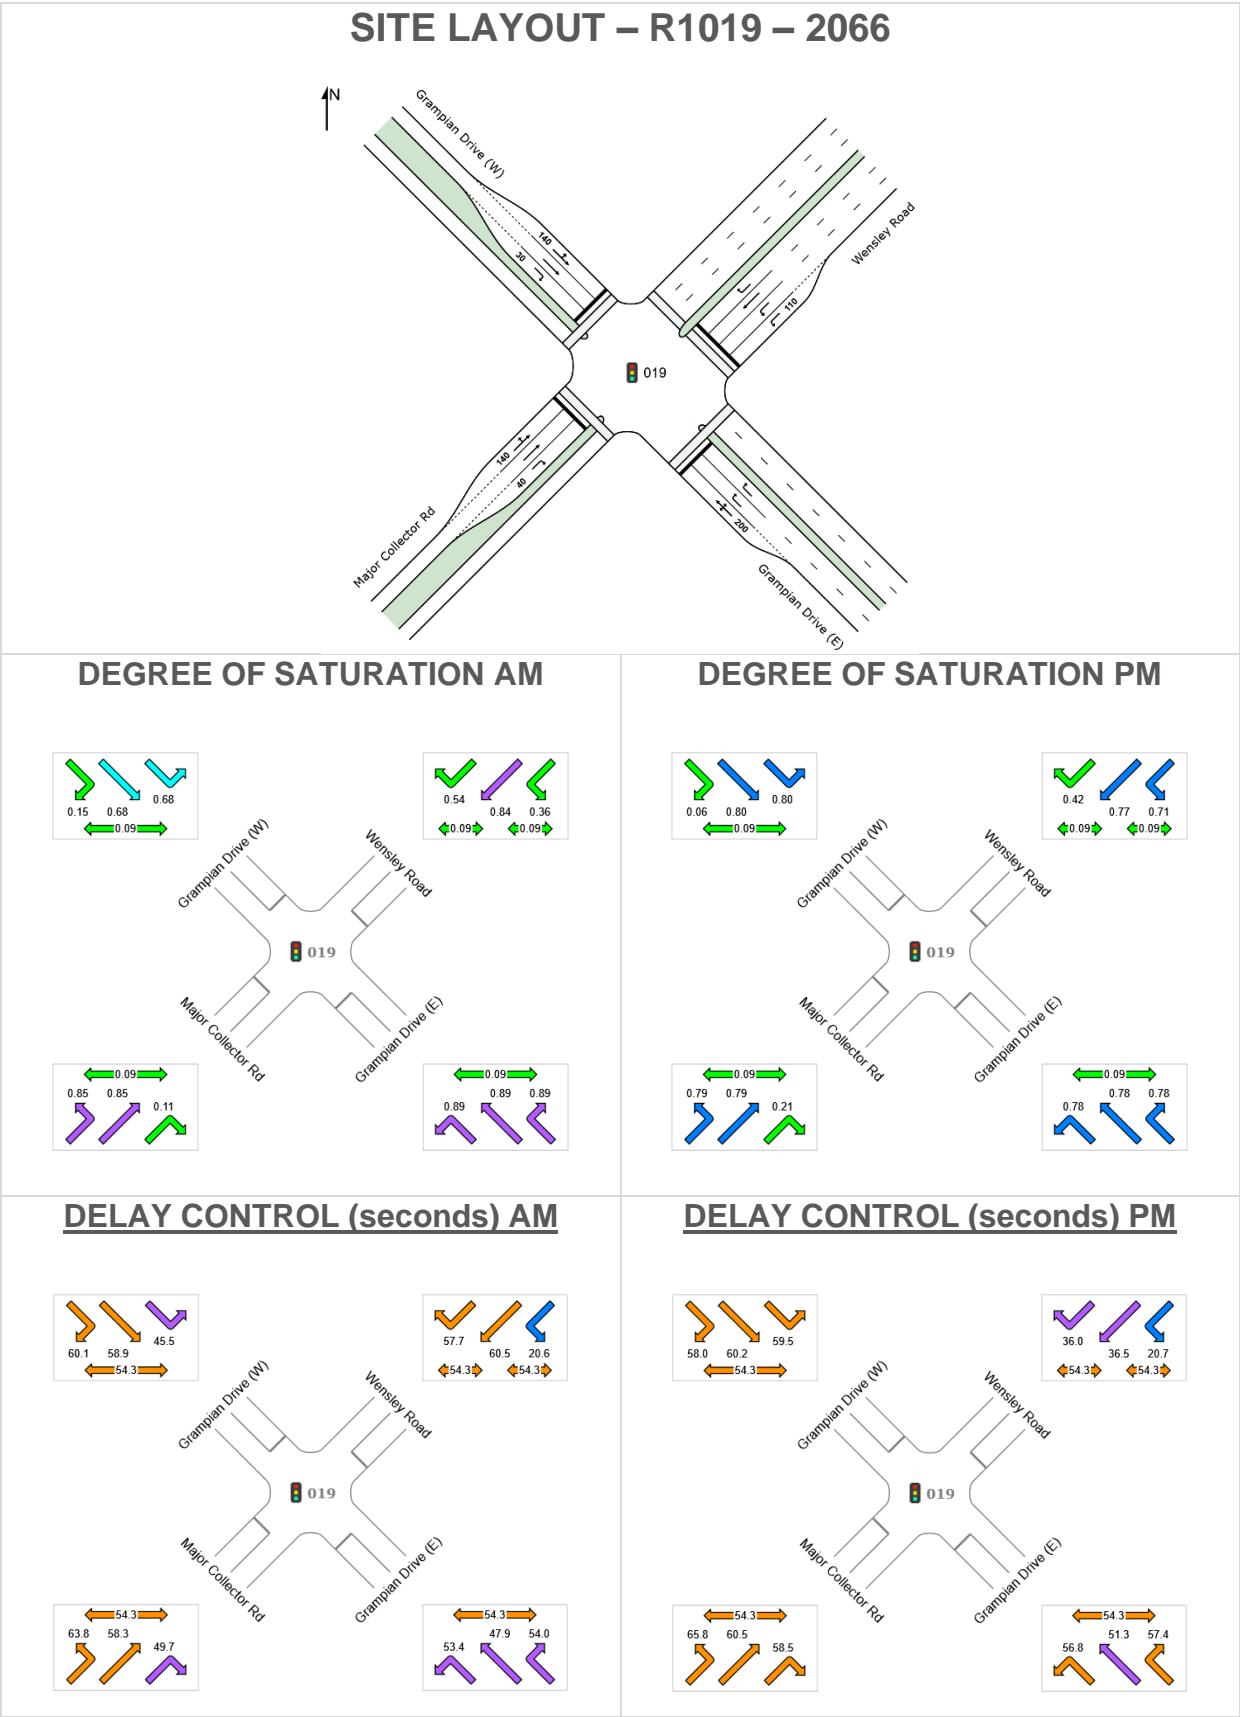 SITE LAYOUT – R1019 – 2066
N
Grampian Drive (W)
140
30
Wensley Road
110
019
140
40
Major Collector Rd
200
Grampian Drive (E)
DEGREE OF SATURATION AM
0.15 0.68 0.68
0.09
0.54 0.84 0.36
0.09 0.09
Grampian Drive (W)
Wensley Road
019
Major Collector Rd
Grampian Drive (E)
0.09
0.85 0.85 0.11
0.09
0.89 0.89 0.89
DEGREE OF SATURATION PM
0.06 0.80 0.80
0.09
0.42 0.77 0.71
0.09 0.09
Grampian Drive (W)
Wensley Road
019
Major Collector Rd
Grampian Drive (E)
0.09
0.79 0.79 0.21
0.09
0.78 0.78 0.78
DELAY CONTROL (seconds) AM
60.1 58.9 45.5
54.3
57.7 60.5 20.6
54.3 54.3
Grampian Drive (W)
Wensley Road
019
Major Collector Rd
Grampian Drive (E)
54.3
63.8 58.3 49.7
54.3
53.4 47.9 54.0
DELAY CONTROL (seconds) PM
58.0 60.2 59.5
54.3
36.0 36.5 20.7
54.3 54.3
Grampian Drive (W)
Wensley Road
019
Major Collector Rd
Grampian Drive (E)
54.3
65.8 60.5 58.5
54.3
56.8 51.3 57.4